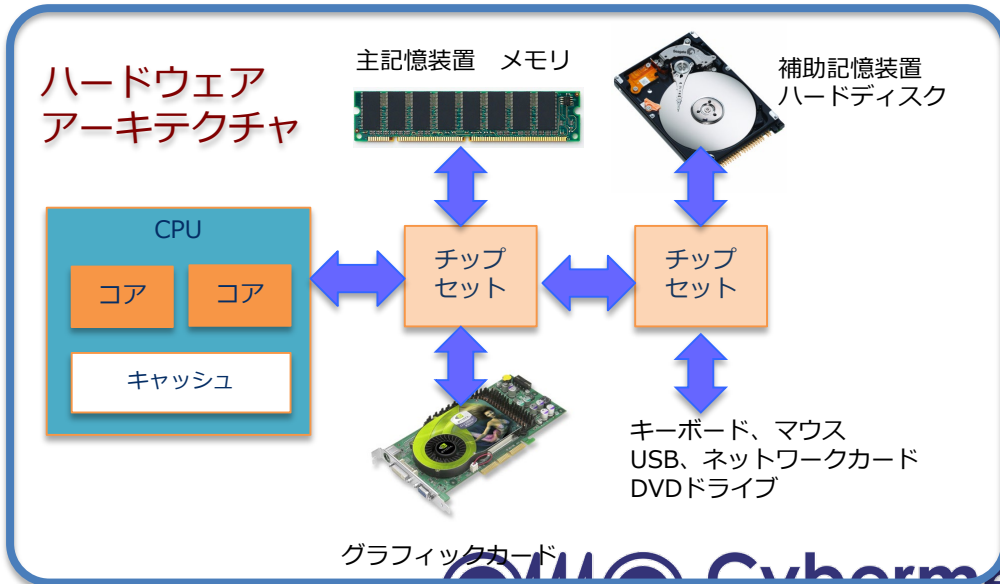 ハードウェア
アーキテクチャ
主記憶装置　メモリ
補助記憶装置
ハードディスク
CPU
コア
コア
キャッシュ
チップ
セット
チップ
セット
キーボード、マウス
USB、ネットワークカード
DVDドライブ
グラフィックカード